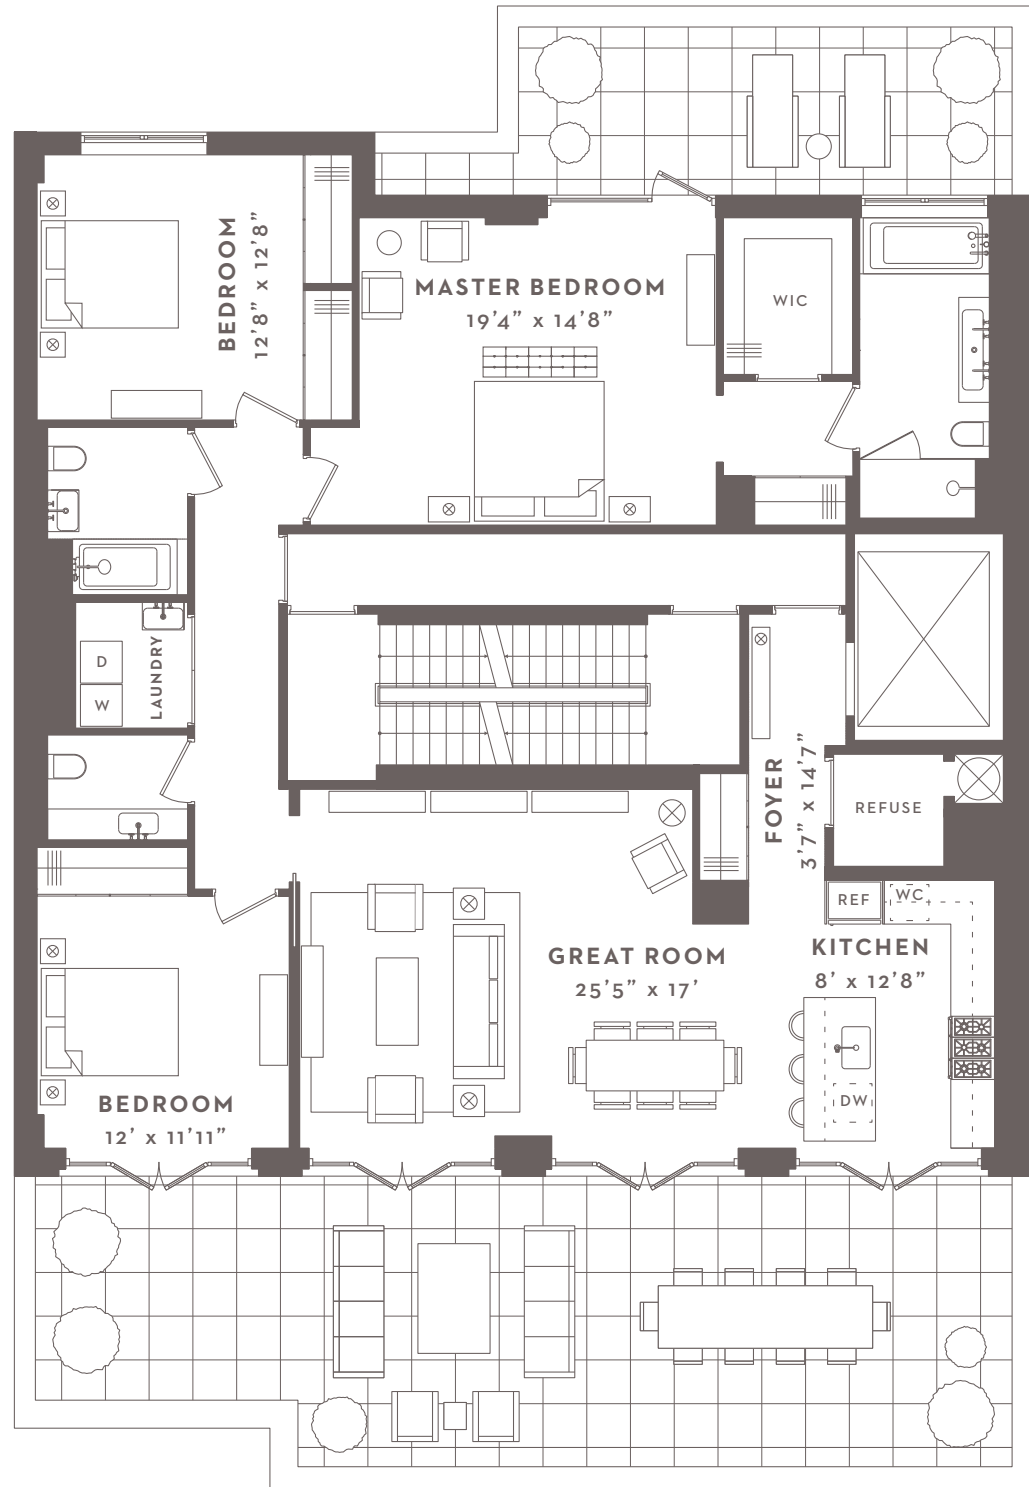 BEDROOM
12'8" x 12'8"
MASTER BEDROOM
19'4" x 14'8"
WIC
LAUNDRY
D
W
FOYER
3'7" x 14'7"
REFUSE
REF
WC
GREAT ROOM
25'5" x 17'
KITCHEN
8' x 12'8"
DW
BEDROOM
12' x 11'11"